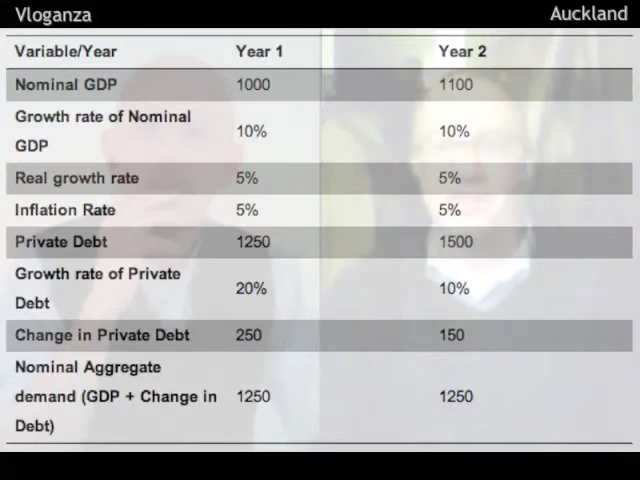 Vloganza Auckland
Variable/Year Year 1 Year 2
Nominal GDP 1000 1100
Growth rate of Nominal
GDP 10% 10%
Real growth rate 5% 5%
Inflation Rate 5% 5%
Private Debt 1250 1500
Growth rate of Private
Debt 20% 10%
Change in Private Debt 250 150
Nominal Aggregate
demand (GDP + Change in 1250 1250
Debt)